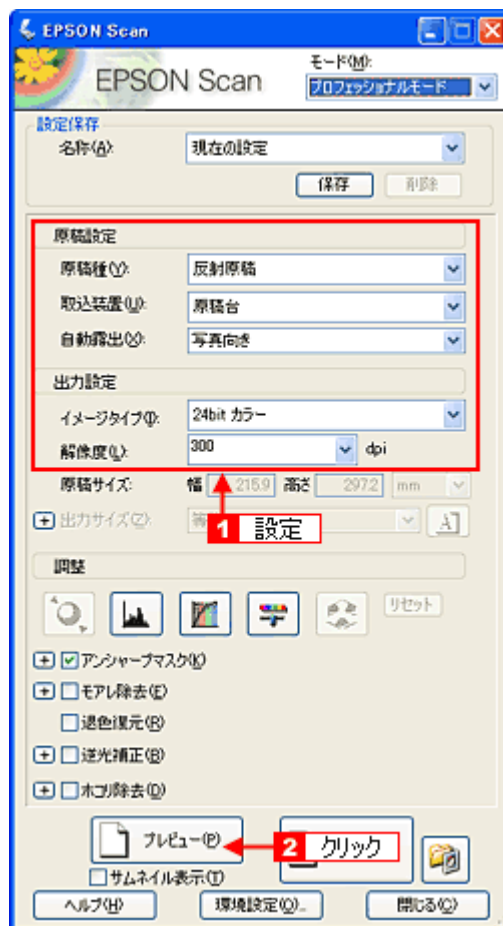 EPSON Scan
EPSON Scan
モード(M):
プロフェッショナルモード
設定保存
名称(A): 現在の設定
保存 削除
原稿設定
原稿種(Y): 反射原稿
取込装置(U): 原稿台
自動露出(X): 写真向き
出力設定
イメージタイプ(I): 24bit カラー
解像度(L): 300 dpi
原稿サイズ: 幅 215.9 高さ 297.2 mm
出力サイズ(Z):
1 設定
調整
リセット
アンシャープマスク(K)
モアレ除去(E)
退色復元(R)
逆光補正(B)
ホコリ除去(D)
プレビュー(P) 2 クリック
サムネイル表示(T)
ヘルプ(H) 環境設定(O)... 閉じる(C)